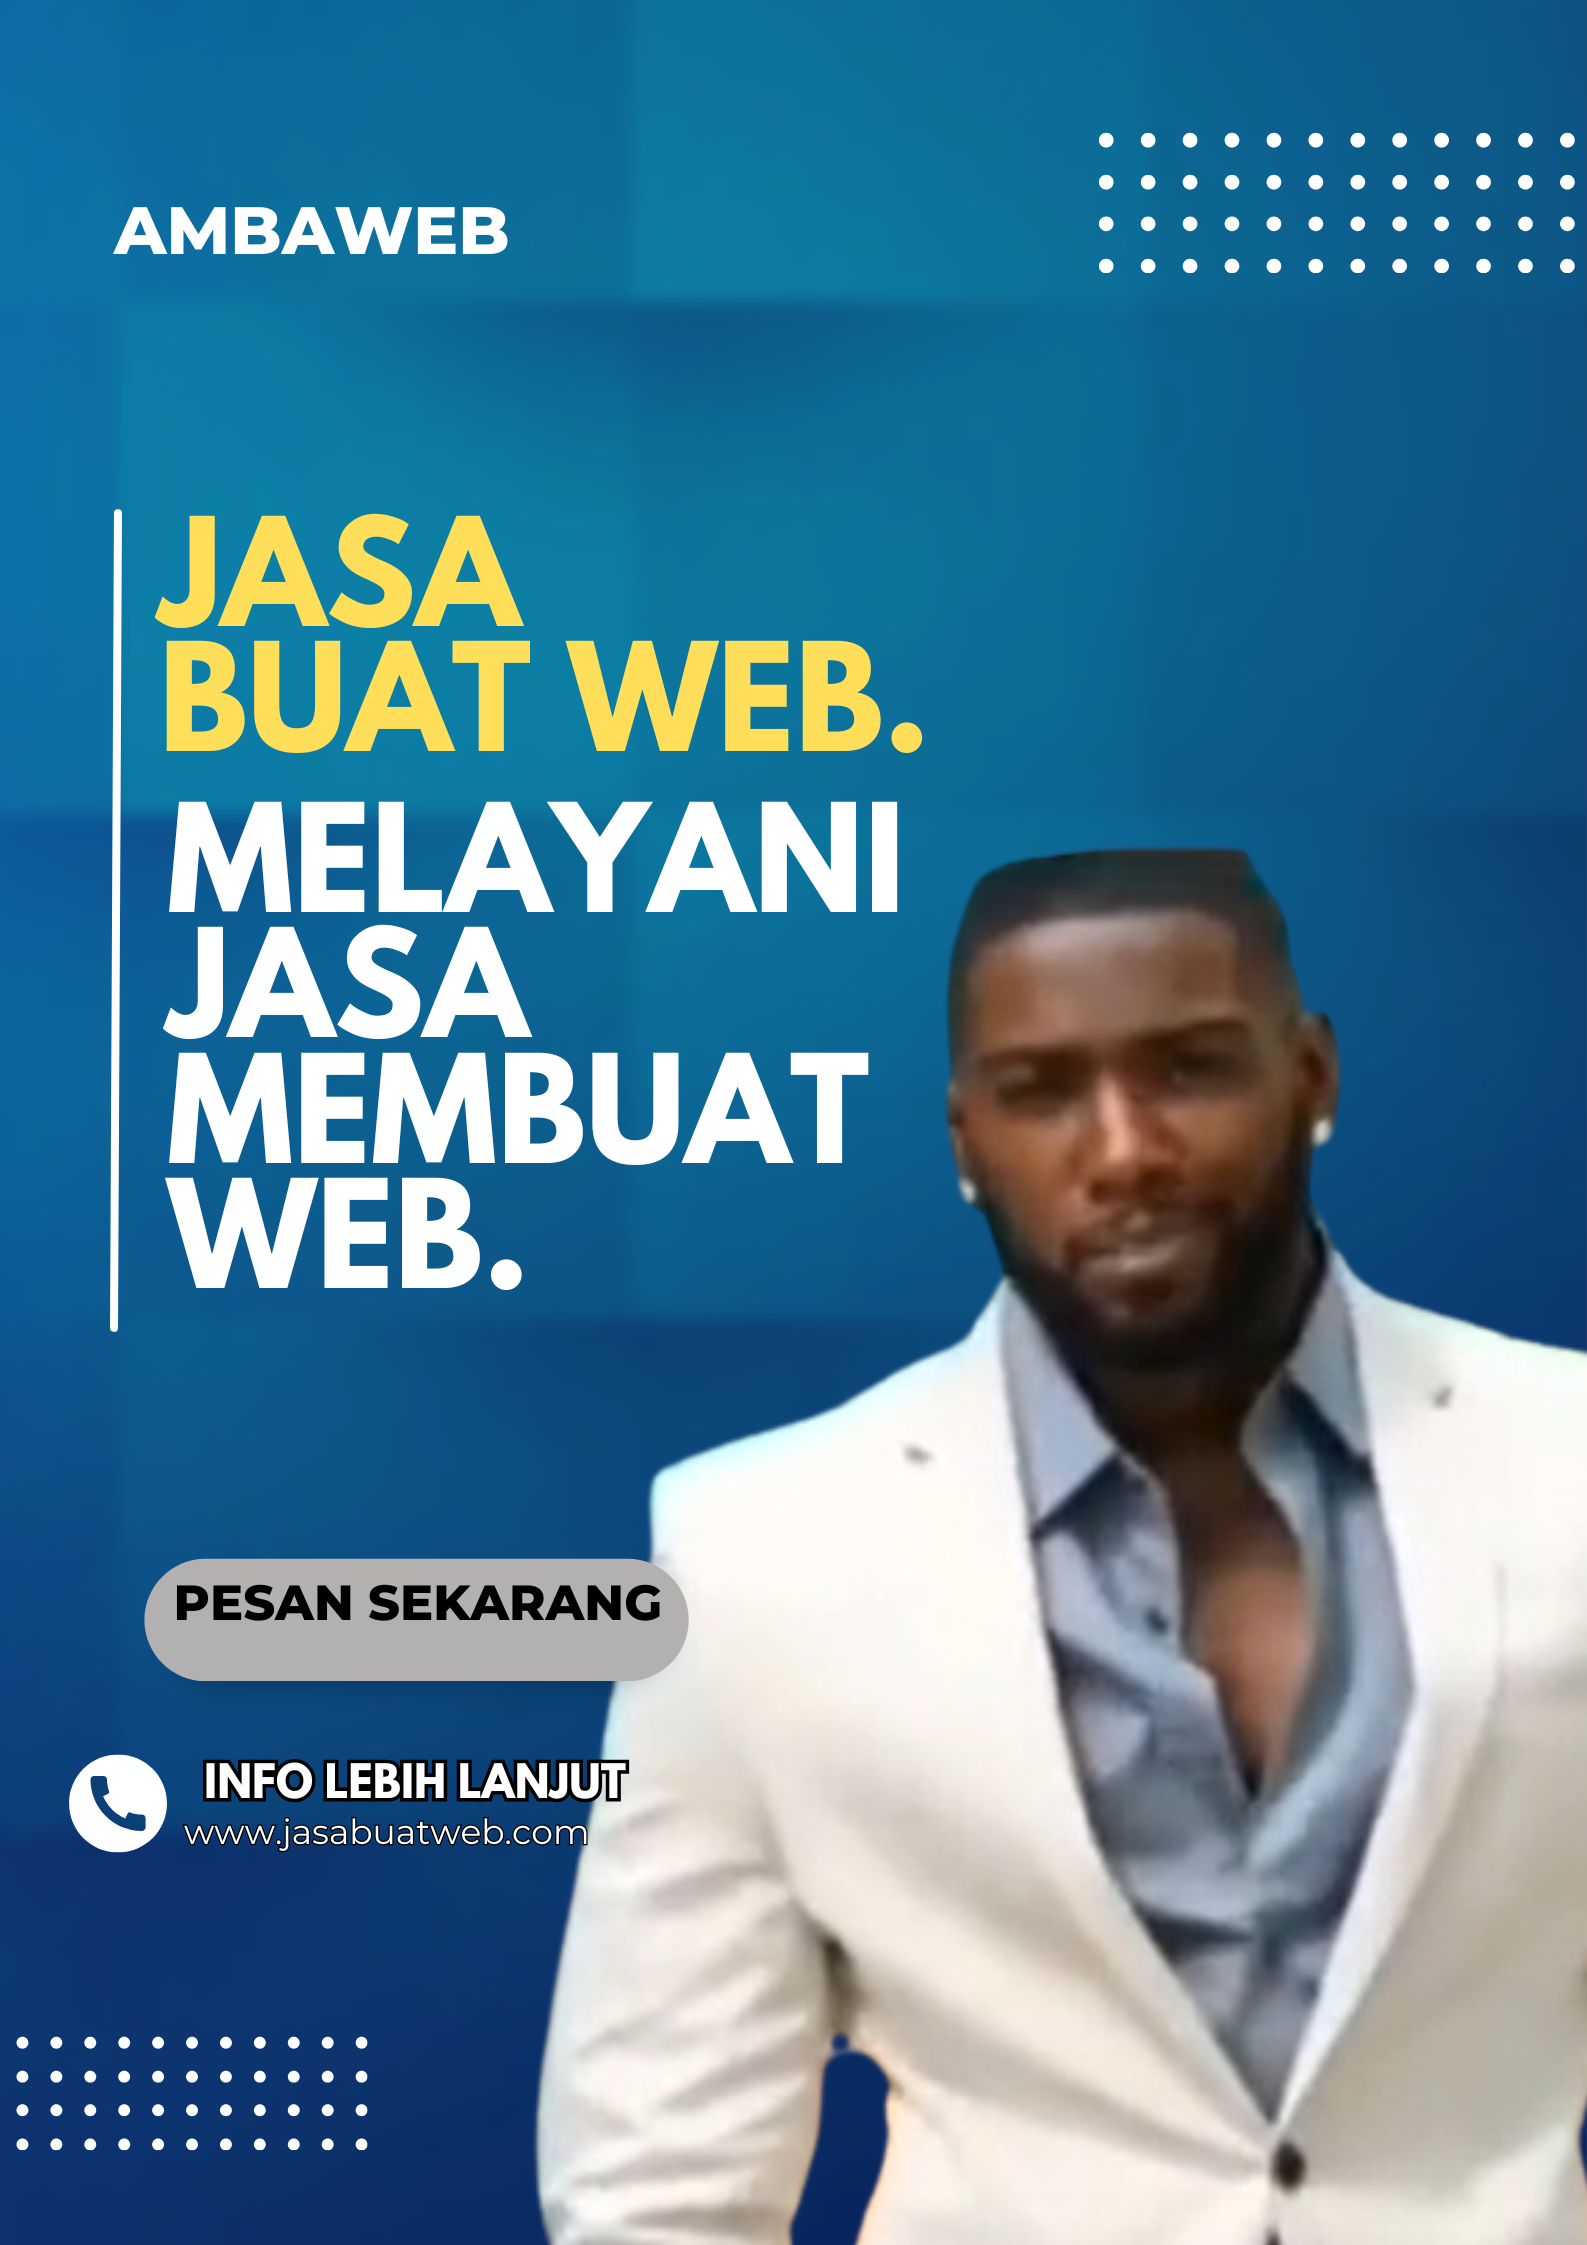 AMBAWEB
JASA
BUAT WEB.
MELAYANI
JASA
MEMBUAT
WEB.
PESAN SEKARANG
INFO LEBIH LANJUT
www.jasabuatweb.com